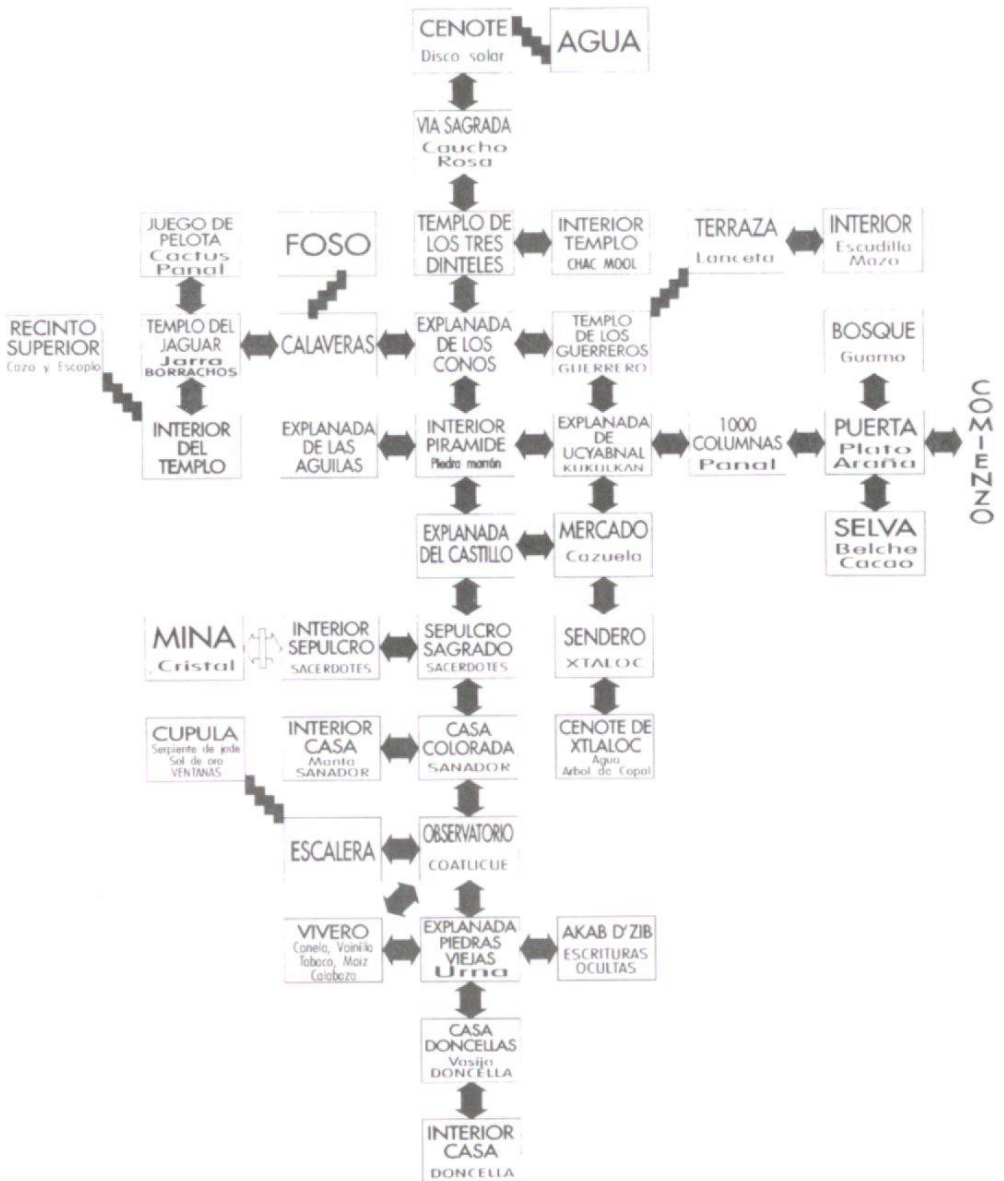 CENOTE
Disco solar
AGUA
VIA SAGRADA
Caucho
Rosa
JUEGO DE
PELOTA
Cactus
Panal
FOSO
TEMPLO DE
LOS TRES
DINTELES
INTERIOR
TEMPLO
CHAC MOOL
TERRAZA
Lanceta
INTERIOR
Escudilla
Mazo
RECINTO
SUPERIOR
Cazo y Escoplo
TEMPLO DEL
JAGUAR
Jarra
BORRACHOS
CALAVERAS
EXPLANADA
DE LOS
CONOS
TEMPLO
DE LOS
GUERREROS
GUERRERO
BOSQUE
Guamo
INTERIOR
DEL
TEMPLO
EXPLANADA
DE LAS
AGUILAS
INTERIOR
PIRAMIDE
Piedra marrón
EXPLANADA
DE
UCYABNAL
KUKULKAN
1000
COLUMNAS
Panal
PUERTA
Plato
Araña
COMIENZO
EXPLANADA
DEL CASTILLO
MERCADO
Cazuela
SELVA
Belche
Cacao
MINA
Cristal
INTERIOR
SEPULCRO
SACERDOTES
SEPULCRO
SAGRADO
SACERDOTES
SENDERO
XTALOC
CUPULA
Serpiente de jade
Sol de oro
VENTANAS
INTERIOR
CASA
Manta
SANADOR
CASA
COLORADA
SANADOR
CENOTE DE
XTLALOC
Agua
Arbol de Copal
ESCALERA
OBSERVATORIO
COATLICUE
VIVERO
Canela, Vainilla
Tabaco, Maiz
Calabaza
EXPLANADA
PIEDRAS
VIEJAS
Urna
AKAB D'ZIB
ESCRITURAS
OCULTAS
CASA
DONCELLAS
Vasija
DONCELLA
INTERIOR
CASA
DONCELLA